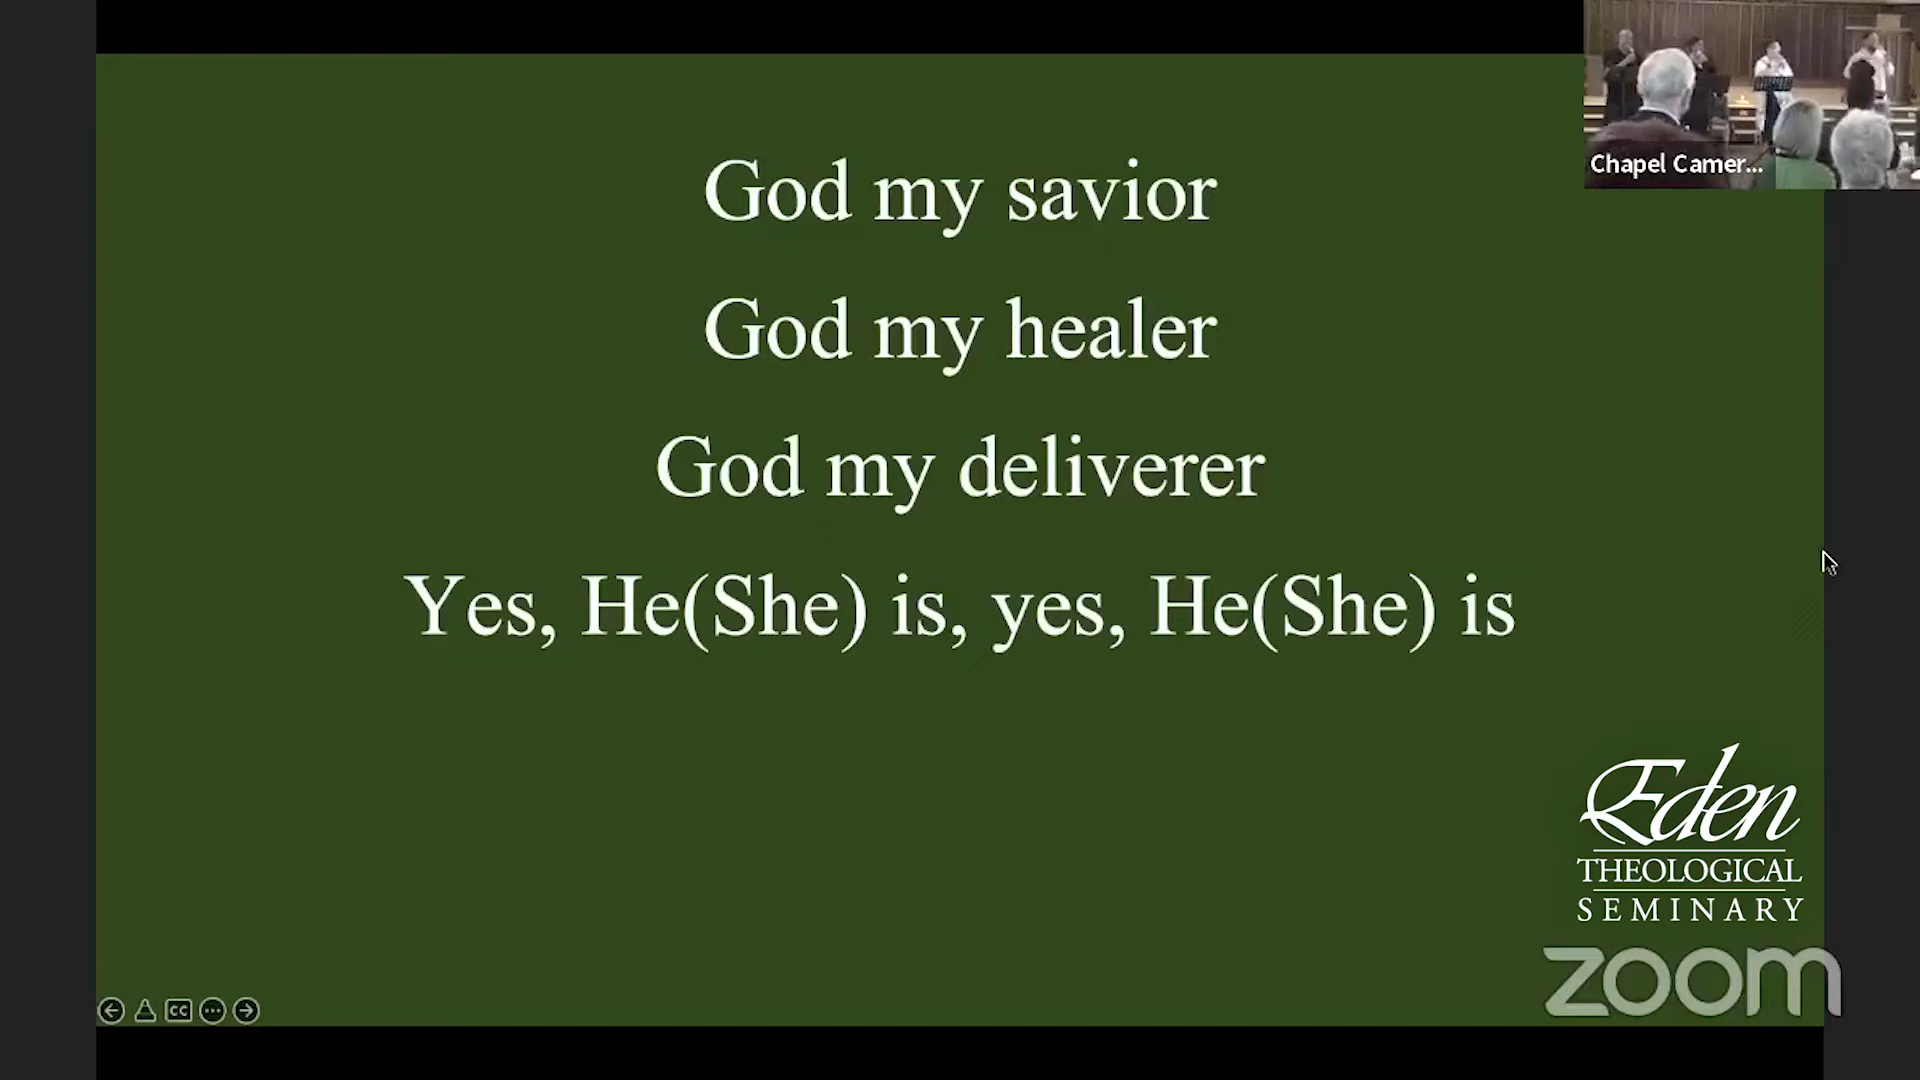 God my savior
God my healer
God my deliverer
Yes, He(She) is, yes, He(She) is
Chapel Camer...
Eden
THEOLOGICAL
SEMINARY
zoom
CC